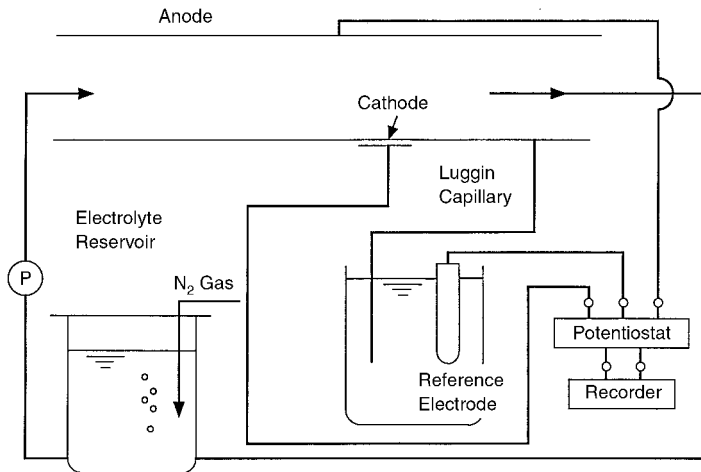 Anode
Cathode
Luggin
Capillary
Electrolyte
Reservoir
P
N₂ Gas
Potentiostat
Reference
Electrode
Recorder